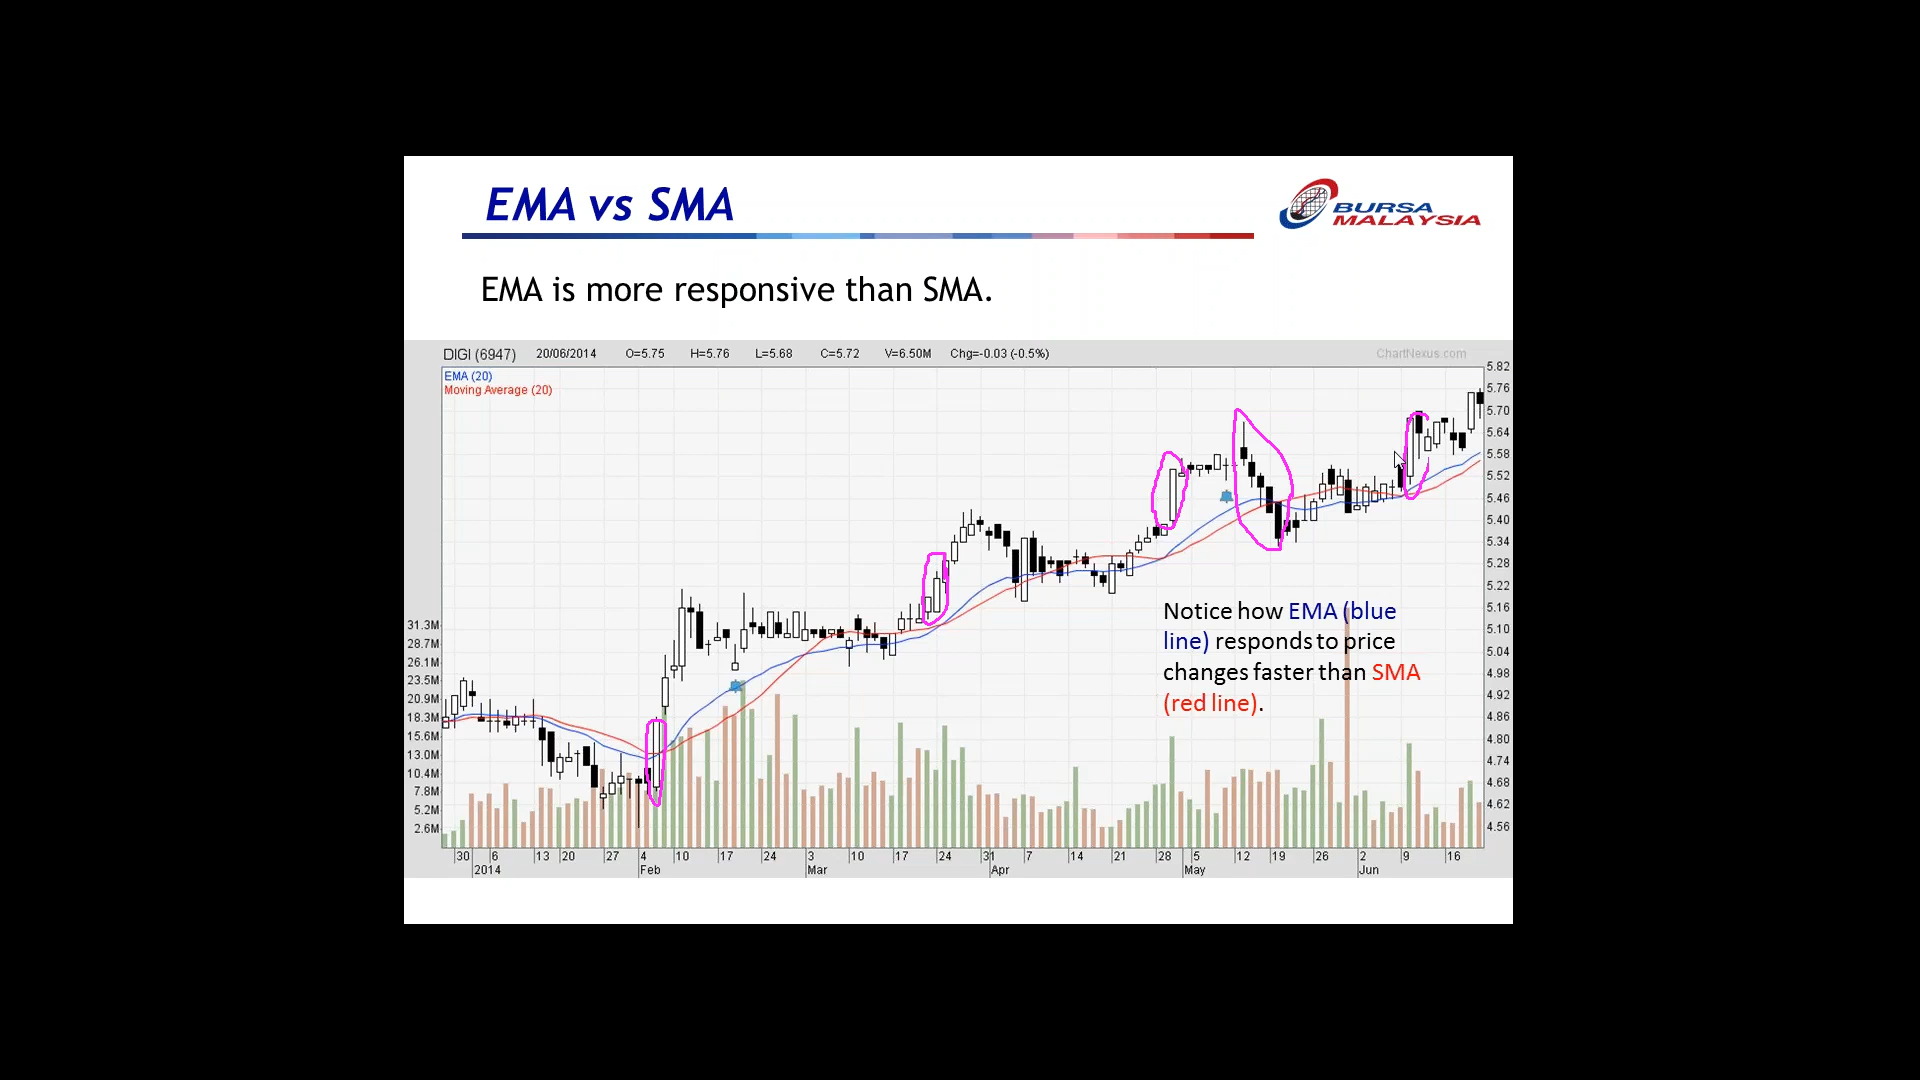 EMA vs SMA
BURSA
MALAYSIA
EMA is more responsive than SMA.
DIGI (6947) 20/06/2014 O=5.75 H=5.76 L=5.68 C=5.72 V=6.50M Chg=-0.03 (-0.5%)
ChartNexus.com
EMA (20)
Moving Average (20)
5.82
5.76
5.70
5.64
5.58
5.52
5.46
5.40
5.34
5.28
5.22
5.16
5.10
5.04
4.98
4.92
4.86
4.80
4.74
4.68
4.62
4.56
Notice how EMA (blue
line) responds to price
changes faster than SMA
(red line).
31.3M
28.7M
26.1M
23.5M
20.9M
18.3M
15.6M
13.0M
10.4M
7.8M
5.2M
2.6M
30 6 13 20 27 4 10 17 24 3 10 17 24 31 7 14 21 28 5 12 19 26 2 9 16
2014 Feb Mar Apr May Jun